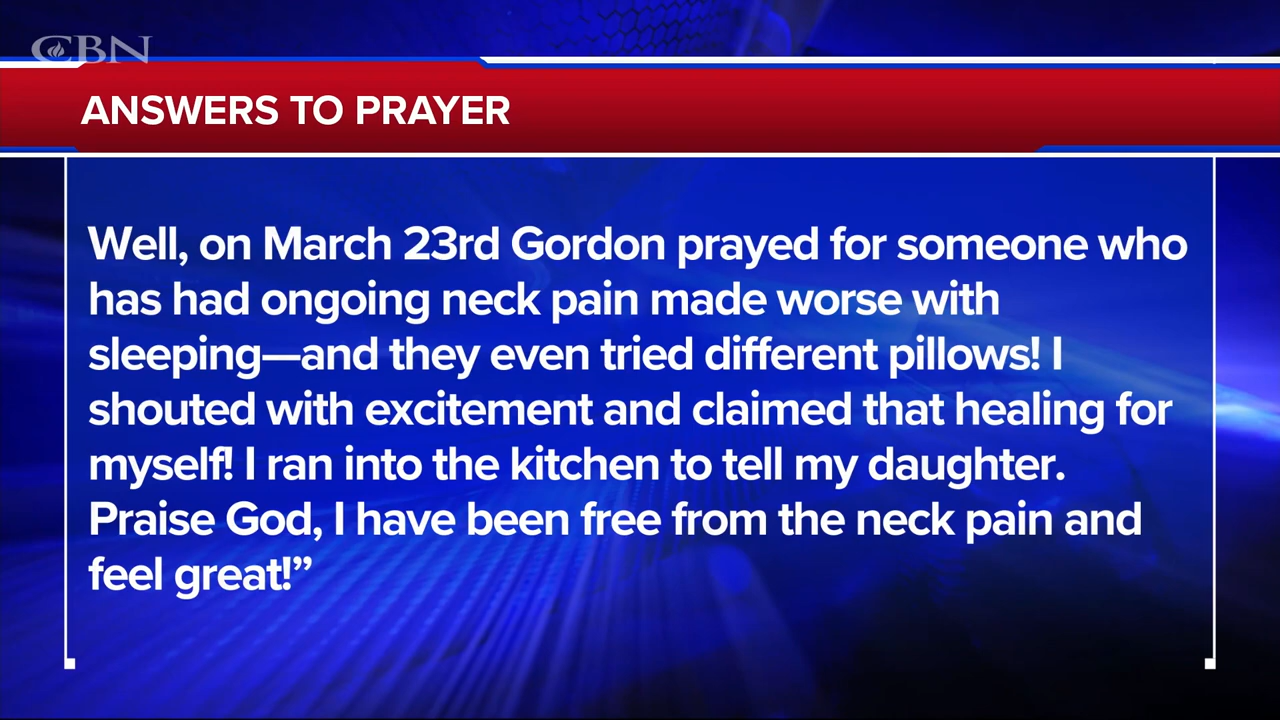 CBN
ANSWERS TO PRAYER
Well, on March 23rd Gordon prayed for someone who
has had ongoing neck pain made worse with
sleeping—and they even tried different pillows! I
shouted with excitement and claimed that healing for
myself! I ran into the kitchen to tell my daughter.
Praise God, I have been free from the neck pain and
feel great!”